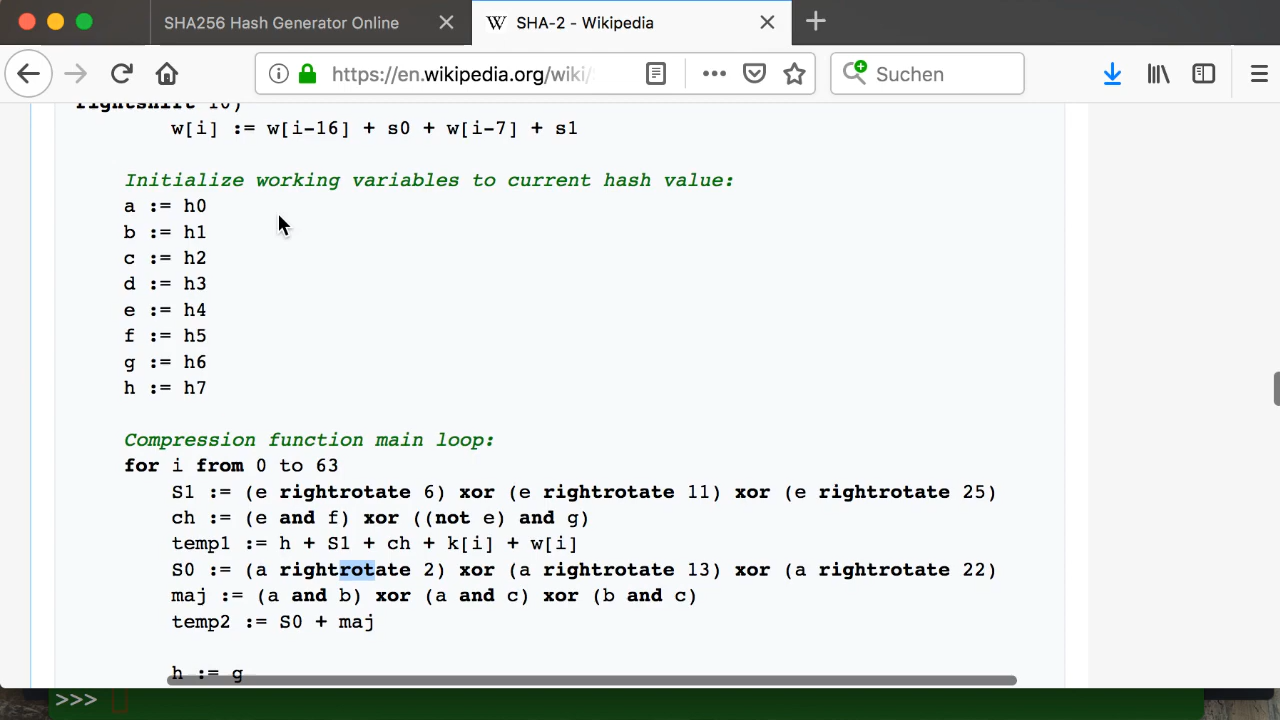 SHA256 Hash Generator Online
W SHA-2 - Wikipedia
https://en.wikipedia.org/wiki/
Suchen
rightshift 10)
w[i] := w[i-16] + s0 + w[i-7] + s1
Initialize working variables to current hash value:
a := h0
b := h1
c := h2
d := h3
e := h4
f := h5
g := h6
h := h7
Compression function main loop:
for i from 0 to 63
S1 := (e rightrotate 6) xor (e rightrotate 11) xor (e rightrotate 25)
ch := (e and f) xor ((not e) and g)
temp1 := h + S1 + ch + k[i] + w[i]
S0 := (a rightrotate 2) xor (a rightrotate 13) xor (a rightrotate 22)
maj := (a and b) xor (a and c) xor (b and c)
temp2 := S0 + maj
h := g
>>>